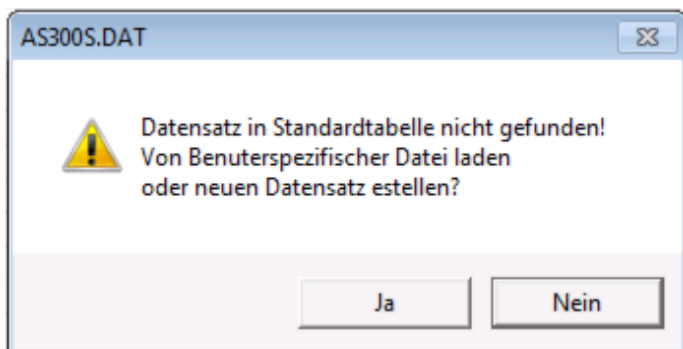 AS300S.DAT
Datensatz in Standardtabelle nicht gefunden!
Von Benuterspezifischer Datei laden
oder neuen Datensatz estellen?
Ja
Nein